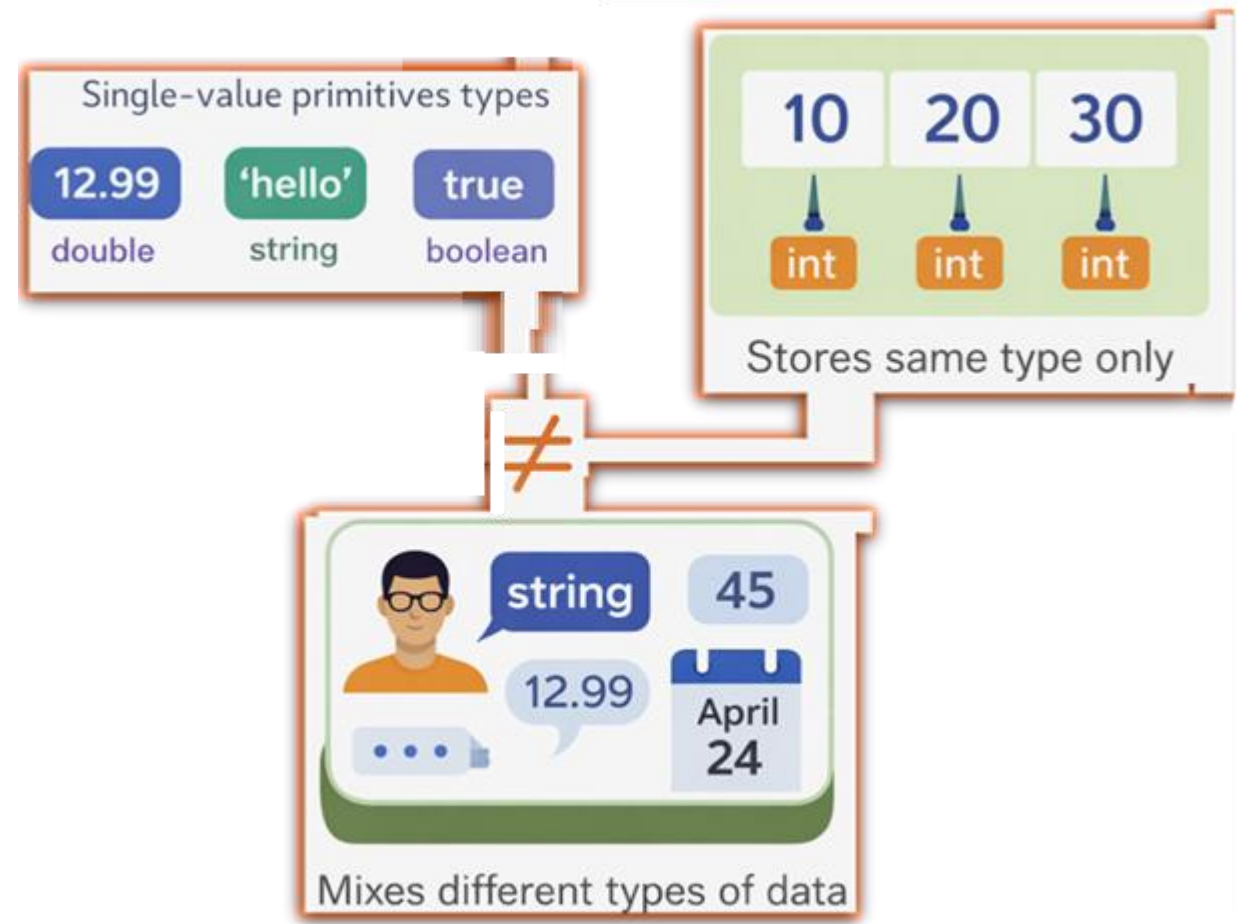 Single-value primitives types
12.99 ‘hello’ true
double string boolean
10 20 30
int int int
Stores same type only
≠
string 45
12.99
April
24
Mixes different types of data